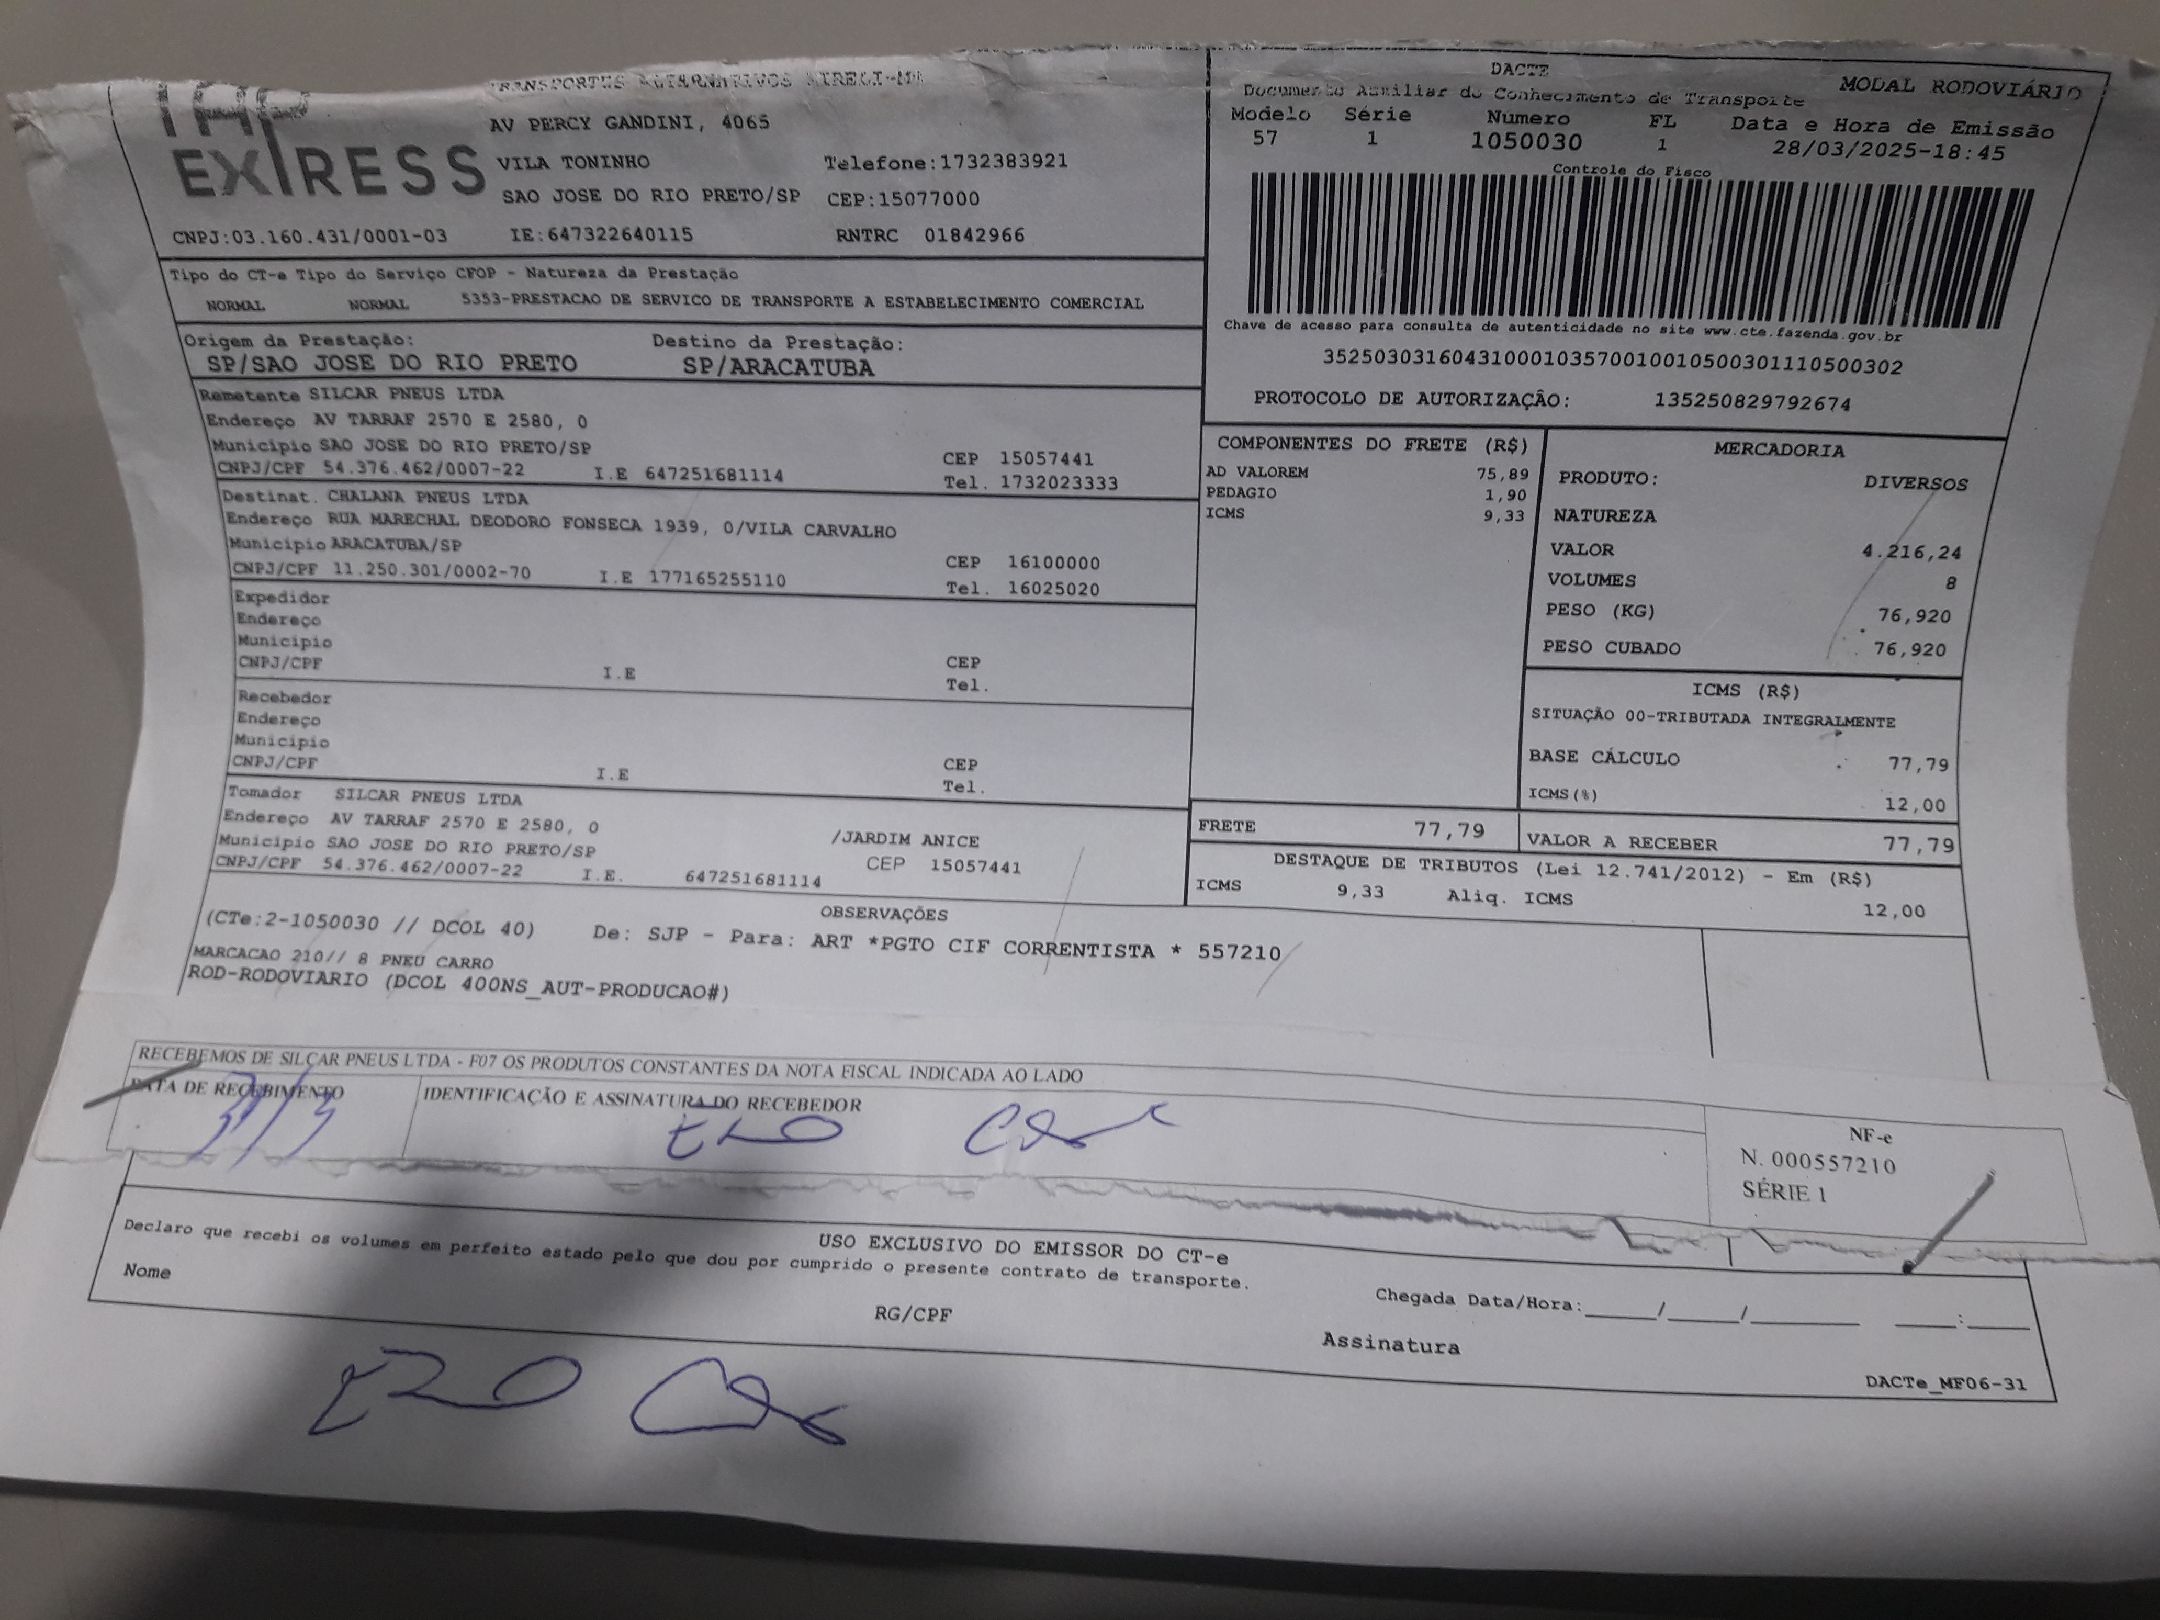 TRANSPORTES ALTERNATIVOS EIRELI-ME
TAP
EXPRESS
AV PERCY GANDINI, 4065
VILA TONINHO Telefone:1732383921
SAO JOSE DO RIO PRETO/SP CEP:15077000
CNPJ:03.160.431/0001-03 IE:647322640115 RNTRC 01842966
DACTE
MODAL RODOVIÁRIO
Documento Auxiliar do Conhecimento de Transporte
Modelo Série Número FL Data e Hora de Emissão
57 1 1050030 1 28/03/2025-18:45
Controle do Fisco
Chave de acesso para consulta de autenticidade no site www.cte.fazenda.gov.br
35250303160431000103570010010500301110500302
PROTOCOLO DE AUTORIZAÇÂO: 135250829792674
Tipo do CT-e Tipo do Serviço CFOP - Natureza da Prestação
NORMAL NORMAL 5353-PRESTACAO DE SERVICO DE TRANSPORTE A ESTABELECIMENTO COMERCIAL
Origem da Prestação: Destino da Prestação:
SP/SAO JOSE DO RIO PRETO SP/ARACATUBA
Remetente SILCAR PNEUS LTDA
Endereço AV TARRAF 2570 E 2580, 0
Municipio SAO JOSE DO RIO PRETO/SP CEP 15057441
CNPJ/CPF 54.376.462/0007-22 I.E 647251681114 Tel. 1732023333
Destinat. CHALANA PNEUS LTDA
Endereço RUA MARECHAL DEODORO FONSECA 1939, 0/VILA CARVALHO
Municipio ARACATUBA/SP CEP 16100000
CNPJ/CPF 11.250.301/0002-70 I.E 177165255110 Tel. 16025020
Expedidor
Endereço
Municipio
CNPJ/CPF I.E CEP
Tel.
Recebedor
Endereço
Municipio
CNPJ/CPF I.E CEP
Tel.
Tomador SILCAR PNEUS LTDA
Endereço AV TARRAF 2570 E 2580, 0 /JARDIM ANICE
Municipio SAO JOSE DO RIO PRETO/SP CEP 15057441
CNPJ/CPF 54.376.462/0007-22 I.E. 647251681114
COMPONENTES DO FRETE (R$)
AD VALOREM 75,89
PEDAGIO 1,90
ICMS 9,33
MERCADORIA
PRODUTO: DIVERSOS
NATUREZA
VALOR 4.216,24
VOLUMES 8
PESO (KG) 76,920
PESO CUBADO 76,920
ICMS (R$)
SITUAÇÃO 00-TRIBUTADA INTEGRALMENTE
BASE CÁLCULO 77,79
ICMS(%) 12,00
FRETE 77,79 VALOR A RECEBER 77,79
DESTAQUE DE TRIBUTOS (Lei 12.741/2012) - Em (R$)
ICMS 9,33 Aliq. ICMS 12,00
OBSERVAÇÕES
(CTe:2-1050030 // DCOL 40) De: SJP - Para: ART *PGTO CIF CORRENTISTA * 557210
MARCACAO 210// 8 PNEU CARRO
ROD-RODOVIARIO (DCOL 400NS_AUT-PRODUCAO#)
RECEBEMOS DE SILCAR PNEUS LTDA - F07 OS PRODUTOS CONSTANTES DA NOTA FISCAL INDICADA AO LADO
DATA DE RECEBIMENTO IDENTIFICAÇÃO E ASSINATURA DO RECEBEDOR
31/3
NF-e
N. 000557210
SÉRIE 1
USO EXCLUSIVO DO EMISSOR DO CT-e
Declaro que recebi os volumes em perfeito estado pelo que dou por cumprido o presente contrato de transporte.
Nome RG/CPF Assinatura Chegada Data/Hora:____/____/______ ___:___
DACTe_MF06-31